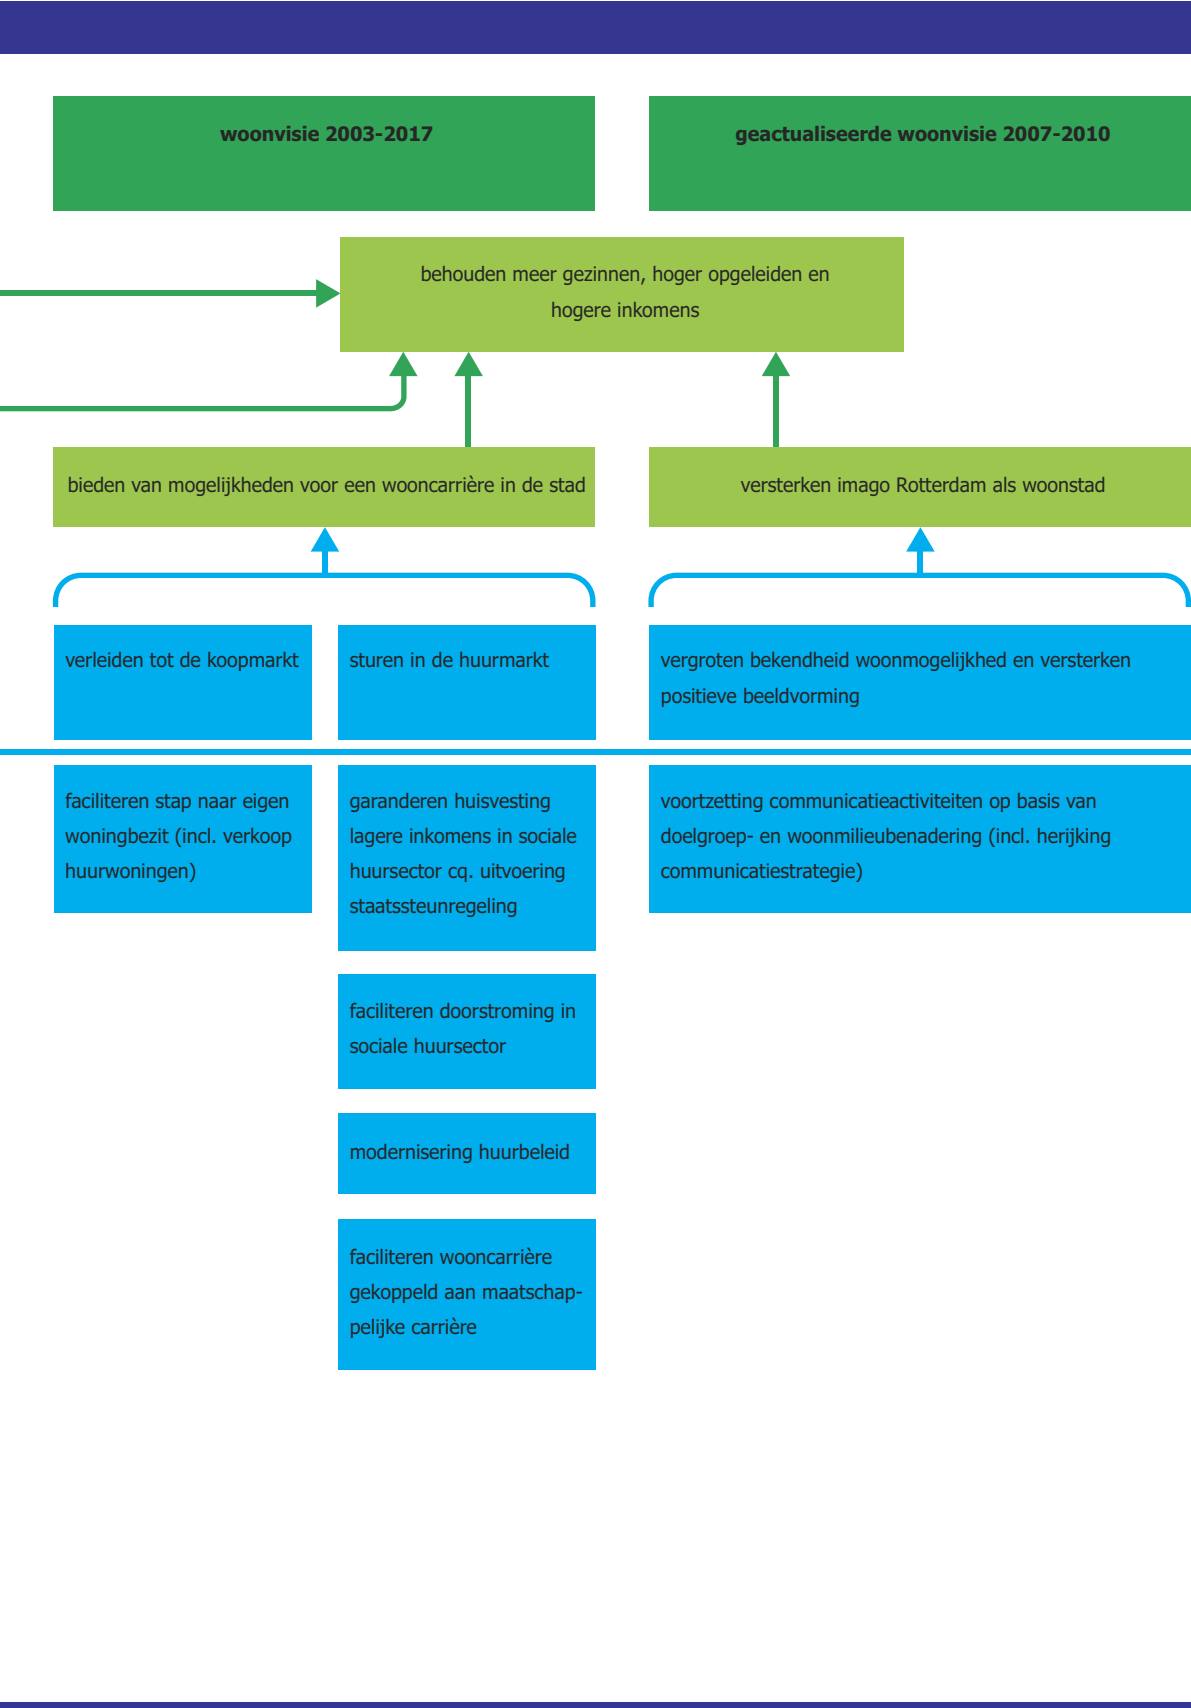 woonvisie 2003-2017
geactualiseerde woonvisie 2007-2010
behouden meer gezinnen, hoger opgeleiden en
hogere inkomens
bieden van mogelijkheden voor een wooncarrière in de stad
versterken imago Rotterdam als woonstad
verleiden tot de koopmarkt
sturen in de huurmarkt
vergroten bekendheid woonmogelijkhed en versterken
positieve beeldvorming
faciliteren stap naar eigen
woningbezit (incl. verkoop
huurwoningen)
garanderen huisvesting
lagere inkomens in sociale
huursector cq. uitvoering
staatssteunregeling
voortzetting communicatieactiviteiten op basis van
doelgroep- en woonmilieubenadering (incl. herijking
communicatiestrategie)
faciliteren doorstroming in
sociale huursector
modernisering huurbeleid
faciliteren wooncarrière
gekoppeld aan maatschap-
pelijke carrière